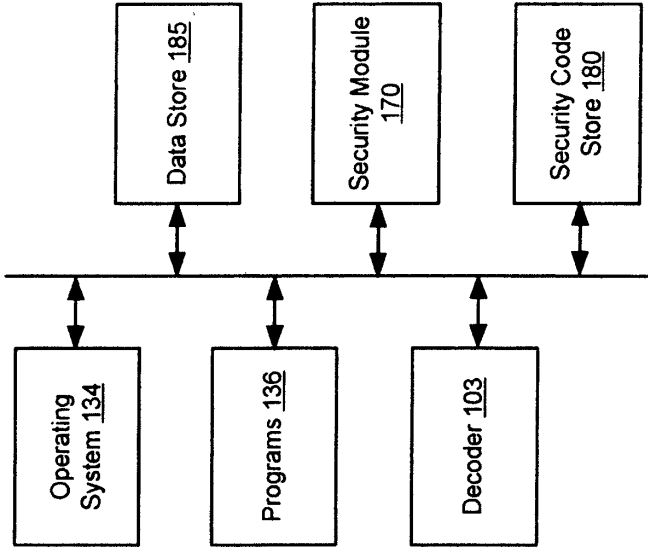 Operating
System 134
Programs 136
Decoder 103
Data Store 185
Security Module
170
Security Code
Store 180